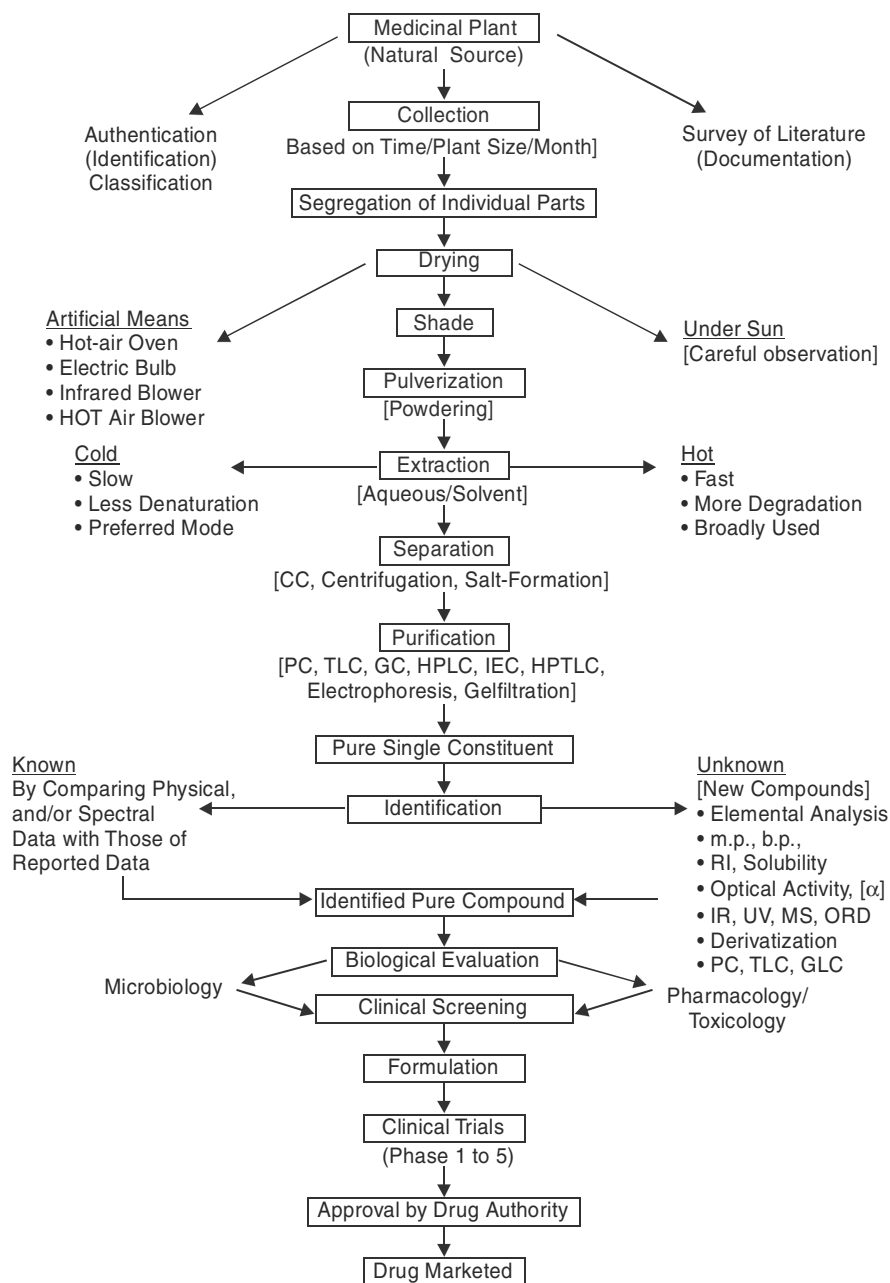 Medicinal Plant
(Natural Source)
Collection
Based on Time/Plant Size/Month]
Authentication
(Identification)
Classification
Survey of Literature
(Documentation)
Segregation of Individual Parts
Drying
Artificial Means
• Hot-air Oven
• Electric Bulb
• Infrared Blower
• HOT Air Blower
Shade
Under Sun
[Careful observation]
Pulverization
[Powdering]
Cold
• Slow
• Less Denaturation
• Preferred Mode
Extraction
[Aqueous/Solvent]
Hot
• Fast
• More Degradation
• Broadly Used
Separation
[CC, Centrifugation, Salt-Formation]
Purification
[PC, TLC, GC, HPLC, IEC, HPTLC,
Electrophoresis, Gelfiltration]
Pure Single Constituent
Known
By Comparing Physical,
and/or Spectral
Data with Those of
Reported Data
Identification
Unknown
[New Compounds]
• Elemental Analysis
• m.p., b.p.,
• RI, Solubility
• Optical Activity, [α]
• IR, UV, MS, ORD
• Derivatization
• PC, TLC, GLC
Identified Pure Compound
Biological Evaluation
Microbiology
Pharmacology/
Toxicology
Clinical Screening
Formulation
Clinical Trials
(Phase 1 to 5)
Approval by Drug Authority
Drug Marketed